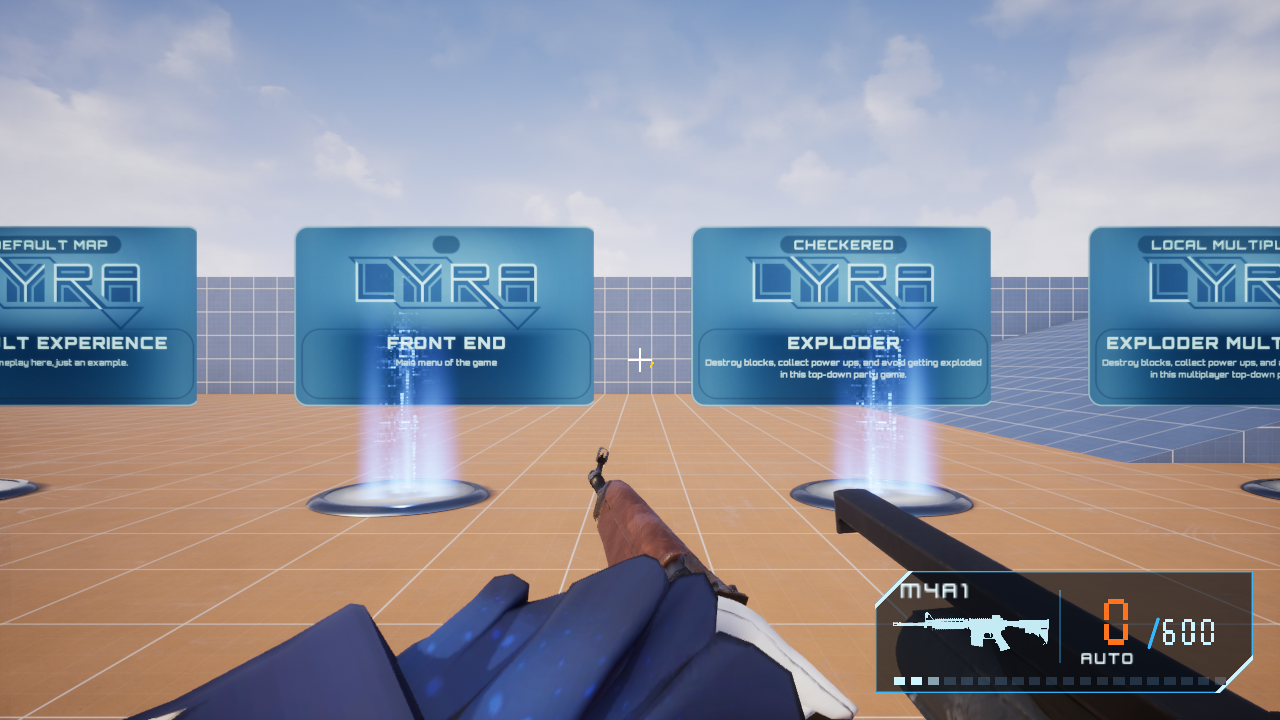 DEFAULT MAP
LYRA
LT EXPERIENCE
meplay here, just an example.
LYRA
FRONT END
Main menu of the game
CHECKERED
LYRA
EXPLODER
Destroy blocks, collect power ups, and avoid getting exploded
in this top-down party game.
LOCAL MULTIPL
LYR
EXPLODER MULT
Destroy blocks, collect power ups, and
in this multiplayer top-down p
M4A1
0 /600
AUTO